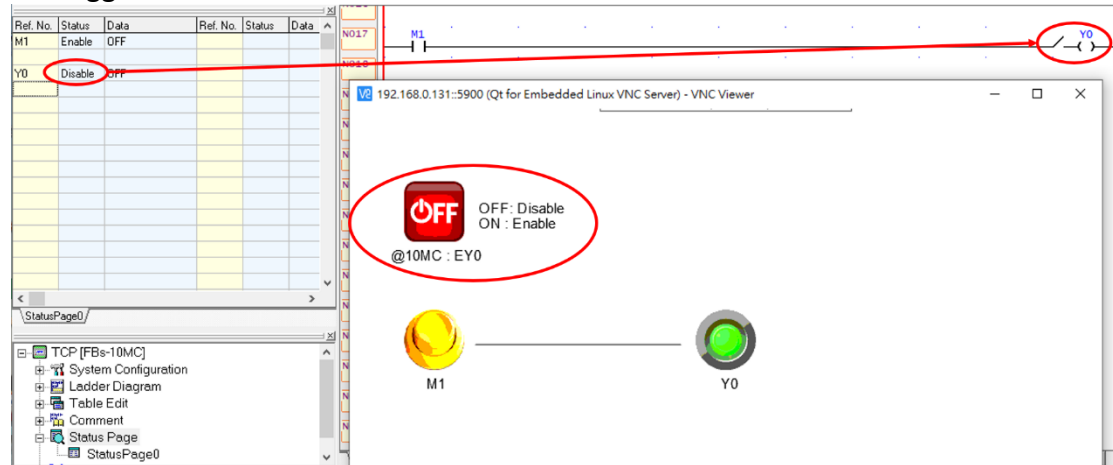 Ref. No. Status Data Ref. No. Status Data
M1 Enable OFF
Y0 Disable OFF
StatusPage0
TCP [FBs-10MC]
System Configuration
Ladder Diagram
Table Edit
Comment
Status Page
StatusPage0
N017
M1
Y0
192.168.0.131::5900 (Qt for Embedded Linux VNC Server) - VNC Viewer
OFF
OFF: Disable
ON : Enable
@10MC : EY0
M1
Y0